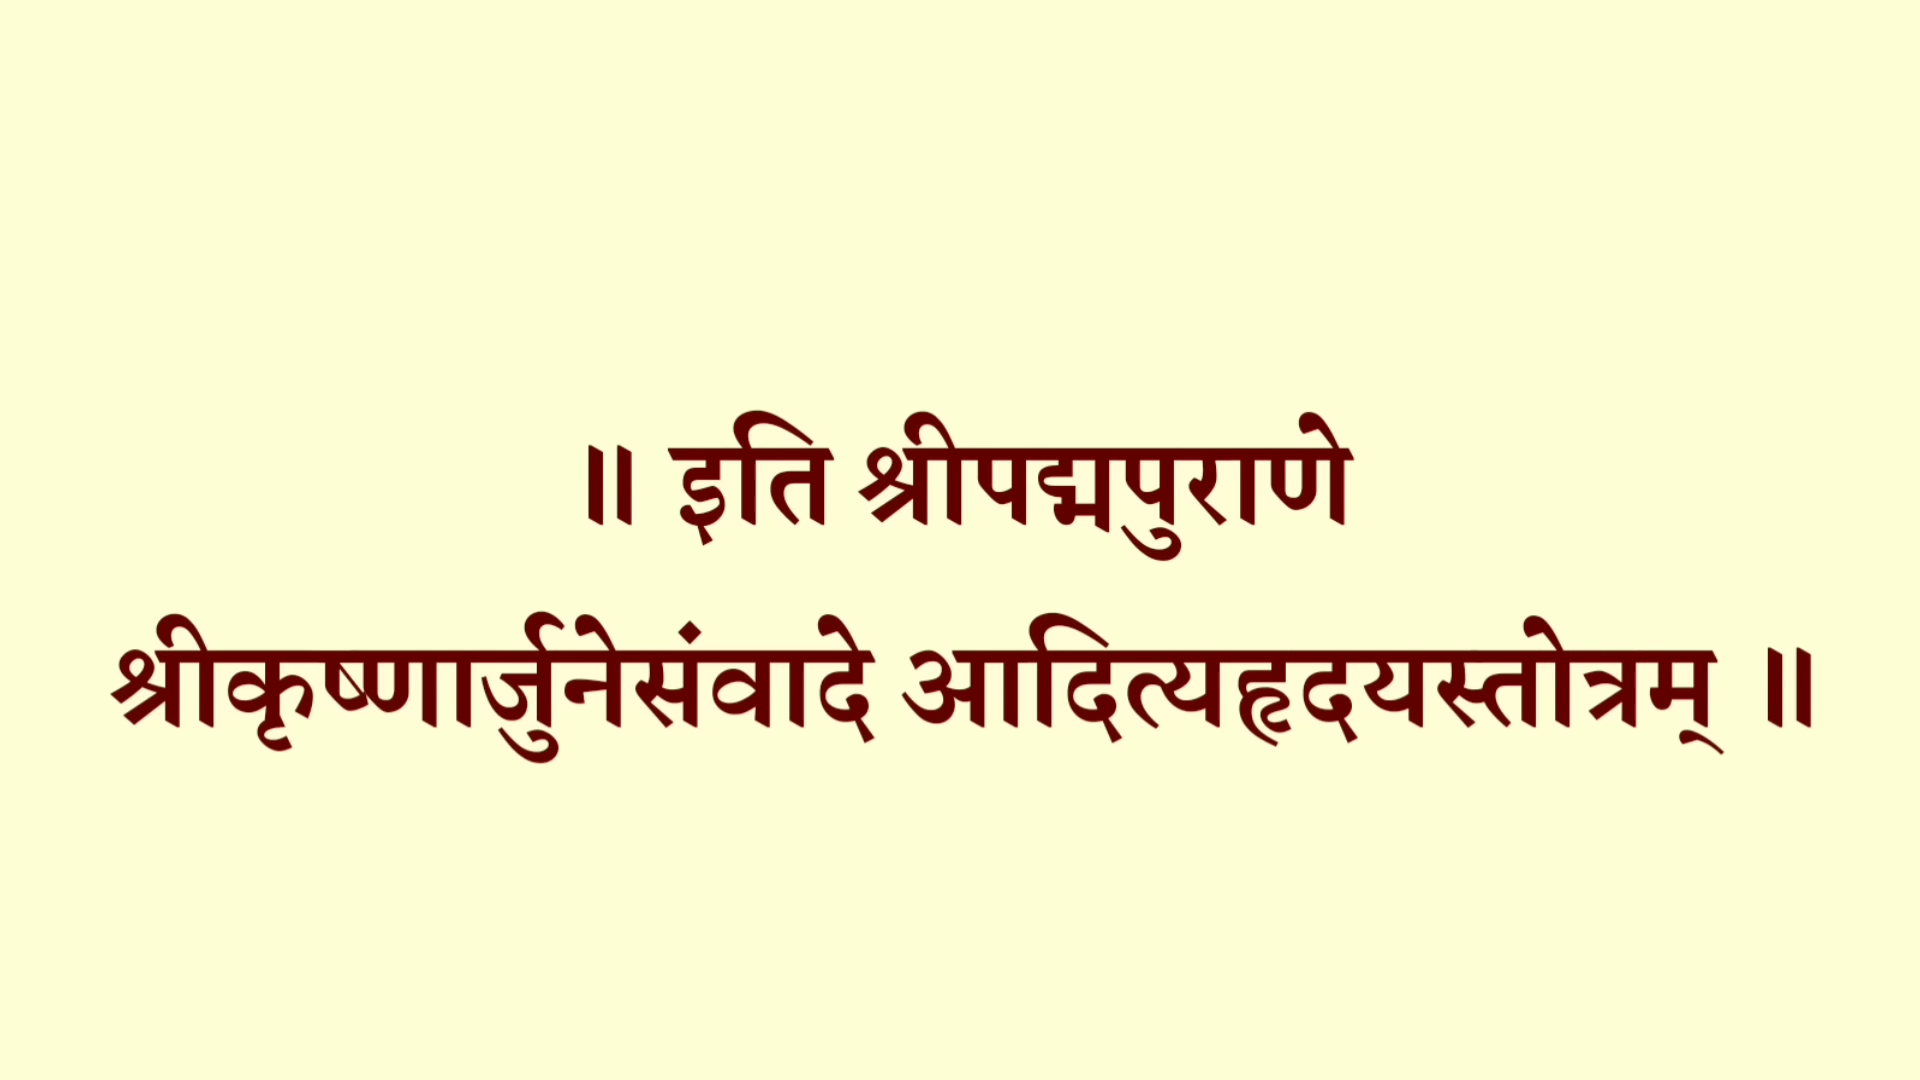 ॥ इति श्रीपद्मपुराणे
श्रीकृष्णार्जुनेसंवादे आदित्यहृदयस्तोत्रम् ॥